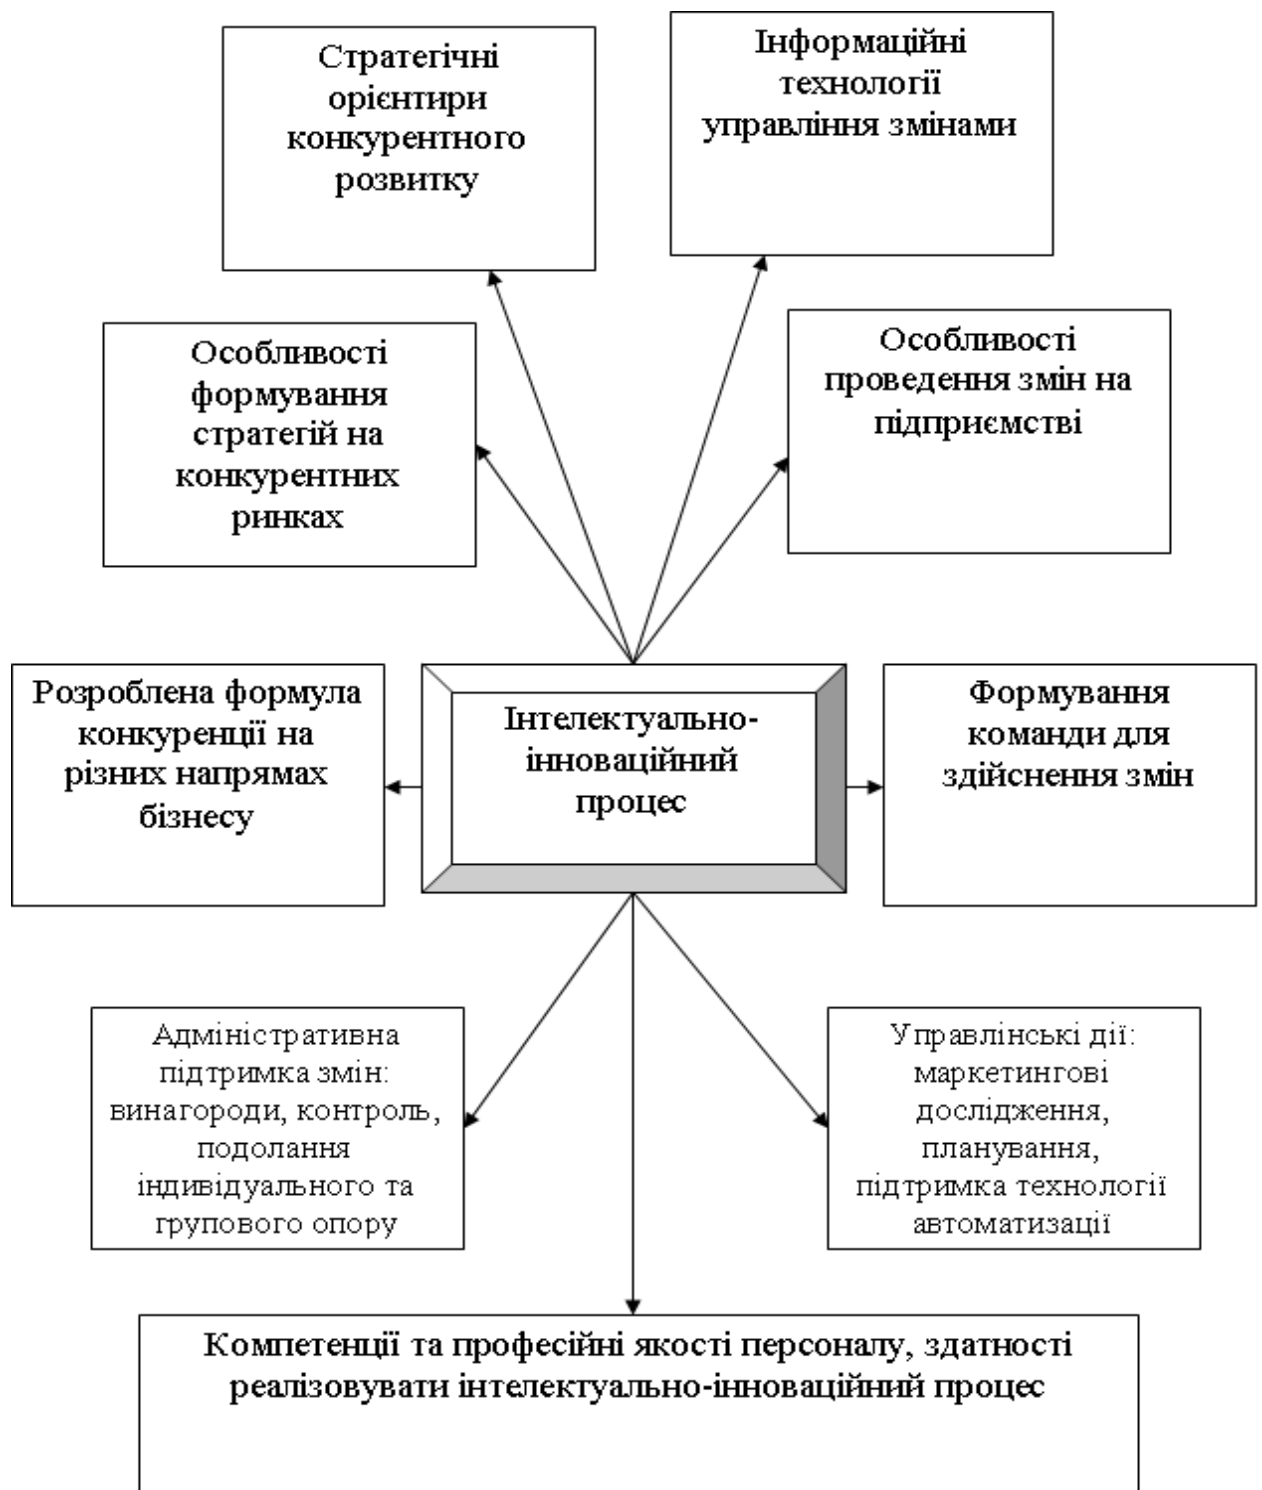 Стратегічні
орієнтири
конкурентного
розвитку
Інформаційні
технології
управління змінами
Особливості
формування
стратегій на
конкурентних
ринках
Особливості
проведення змін на
підприємстві
Розроблена формула
конкуренції на
різних напрямах
бізнесу
Інтелектуально-
інноваційний
процес
Формування
команди для
здійснення змін
Адміністративна
підтримка змін:
винагороди, контроль,
подолання
індивідуального та
групового опору
Управлінські дії:
маркетингові
дослідження,
планування,
підтримка технології
автоматизації
Компетенції та професійні якості персоналу, здатності
реалізовувати інтелектуально-інноваційний процес